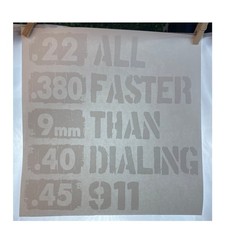 .22 ALL
.380 FASTER
9mm THAN
.40 DIALING
.45 911